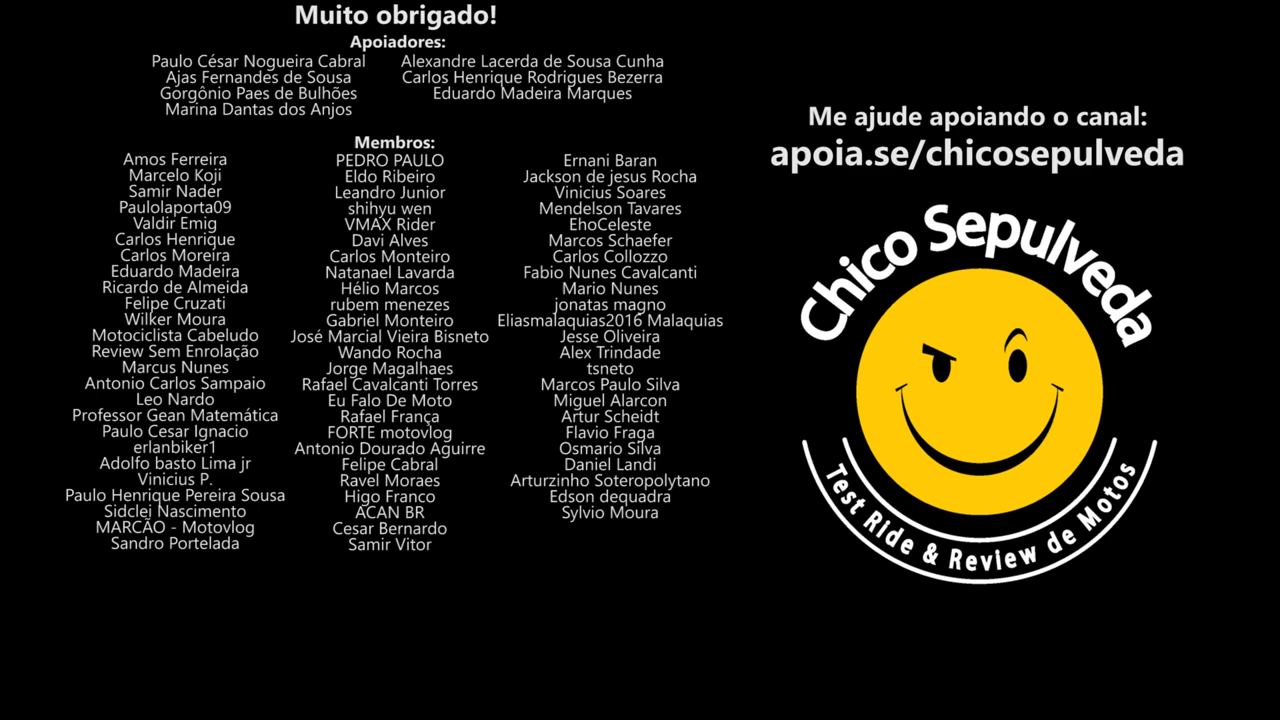 Muito obrigado!
Apoiadores:
Paulo César Nogueira Cabral
Ajas Fernandes de Sousa
Gorgônio Paes de Bulhões
Marina Dantas dos Anjos
Alexandre Lacerda de Sousa Cunha
Carlos Henrique Rodrigues Bezerra
Eduardo Madeira Marques
Membros:
Amos Ferreira
Marcelo Koji
Samir Nader
Paulolaporta09
Valdir Emig
Carlos Henrique
Carlos Moreira
Eduardo Madeira
Ricardo de Almeida
Felipe Cruzati
Wilker Moura
Motociclista Cabeludo
Review Sem Enrolação
Marcus Nunes
Antonio Carlos Sampaio
Leo Nardo
Professor Gean Matemática
Paulo Cesar Ignacio
erlanbiker1
Adolfo basto Lima jr
Vinicius P.
Paulo Henrique Pereira Sousa
Sidclei Nascimento
MARCÃO - Motovlog
Sandro Portelada
PEDRO PAULO
Eldo Ribeiro
Leandro Junior
shihyu wen
VMAX Rider
Davi Alves
Carlos Monteiro
Natanael Lavarda
Hélio Marcos
rubem menezes
Gabriel Monteiro
José Marcial Vieira Bisneto
Wando Rocha
Jorge Magalhaes
Rafael Cavalcanti Torres
Eu Falo De Moto
Rafael França
FORTE motovlog
Antonio Dourado Aguirre
Felipe Cabral
Ravel Moraes
Higo Franco
ACAN BR
Cesar Bernardo
Samir Vitor
Ernani Baran
Jackson de jesus Rocha
Vinicius Soares
Mendelson Tavares
EhoCeleste
Marcos Schaefer
Carlos Collozzo
Fabio Nunes Cavalcanti
Mario Nunes
jonatas magno
Eliasmalaquias2016 Malaquias
Jesse Oliveira
Alex Trindade
tsneto
Marcos Paulo Silva
Miguel Alarcon
Artur Scheidt
Flavio Fraga
Osmario Silva
Daniel Landi
Arturzinho Soteropolytano
Edson dequadra
Sylvio Moura
Me ajude apoiando o canal:
apoia.se/chicosepulveda
Chico Sepulveda
Test Ride & Review de Motos